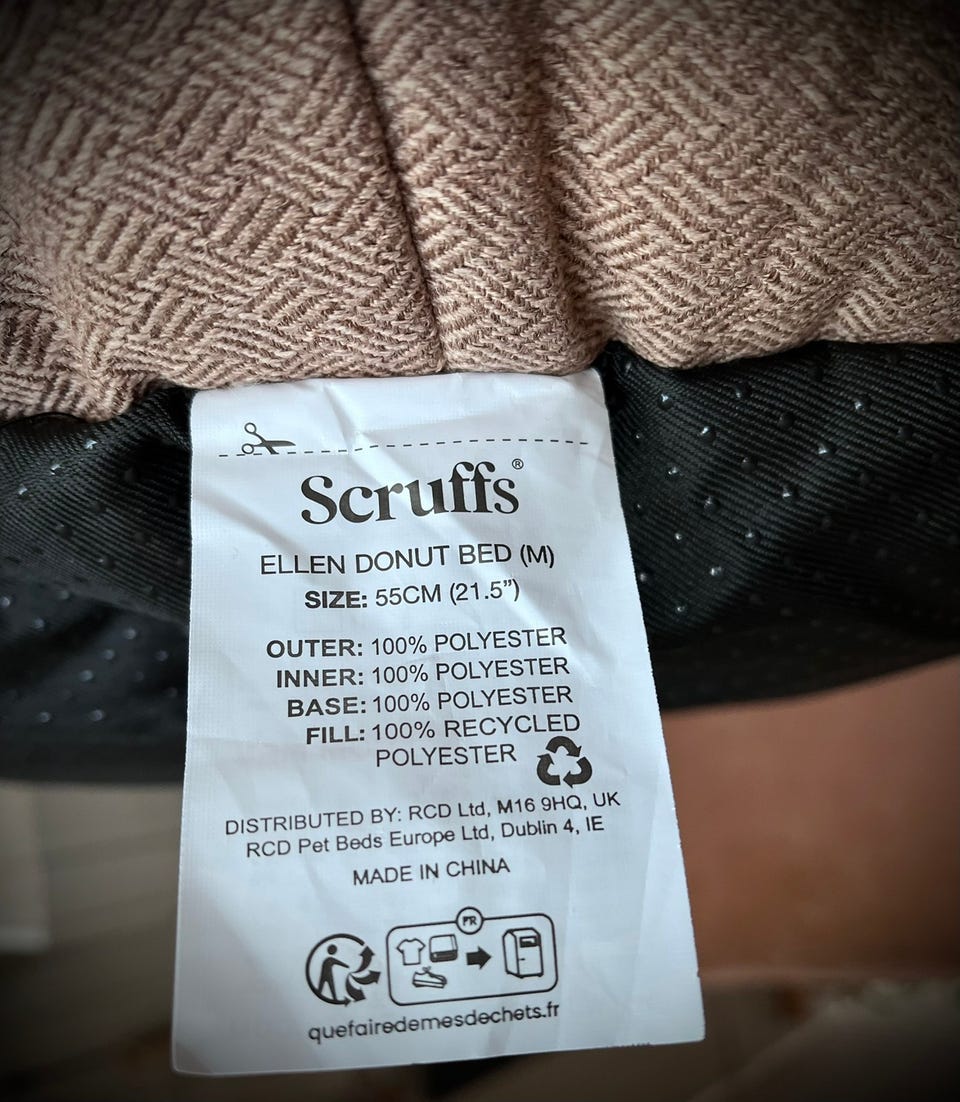 Scruffs®
ELLEN DONUT BED (M)
SIZE: 55CM (21.5”)
OUTER: 100% POLYESTER
INNER: 100% POLYESTER
BASE: 100% POLYESTER
FILL: 100% RECYCLED
POLYESTER
DISTRIBUTED BY: RCD Ltd, M16 9HQ, UK
RCD Pet Beds Europe Ltd, Dublin 4, IE
MADE IN CHINA
FR
quefairedemesdechets.fr